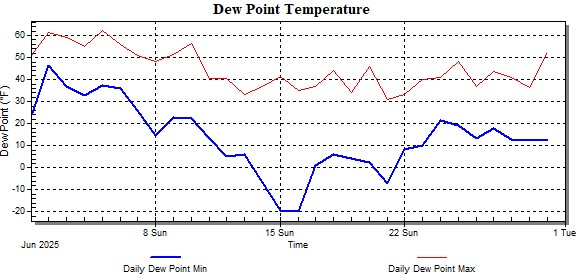 Dew Point Temperature
60
50
40
30
20
10
0
-10
-20
Dew Point (°F)
8 Sun
15 Sun
22 Sun
1 Tue
Jun 2025
Time
Daily Dew Point Min
Daily Dew Point Max